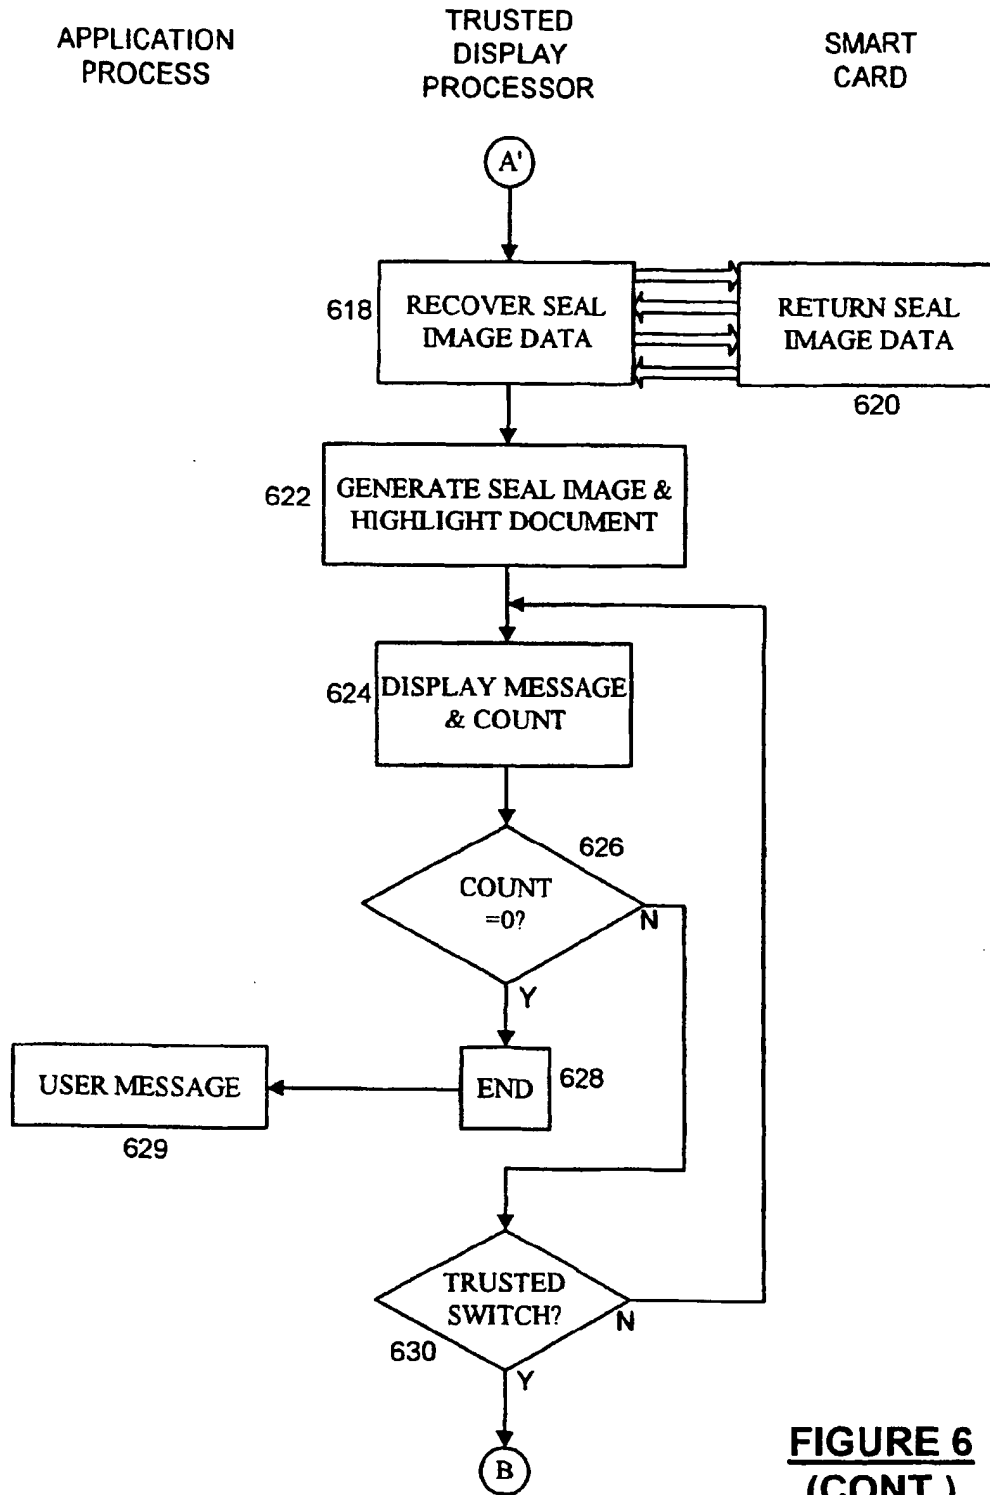 APPLICATION
PROCESS
TRUSTED
DISPLAY
PROCESSOR
SMART
CARD
A'
618
RECOVER SEAL
IMAGE DATA
RETURN SEAL
IMAGE DATA
620
622
GENERATE SEAL IMAGE &
HIGHLIGHT DOCUMENT
624
DISPLAY MESSAGE
& COUNT
626
COUNT
=0?
N
Y
USER MESSAGE
629
END
628
TRUSTED
SWITCH?
N
630
Y
B
FIGURE 6
(CONT.)